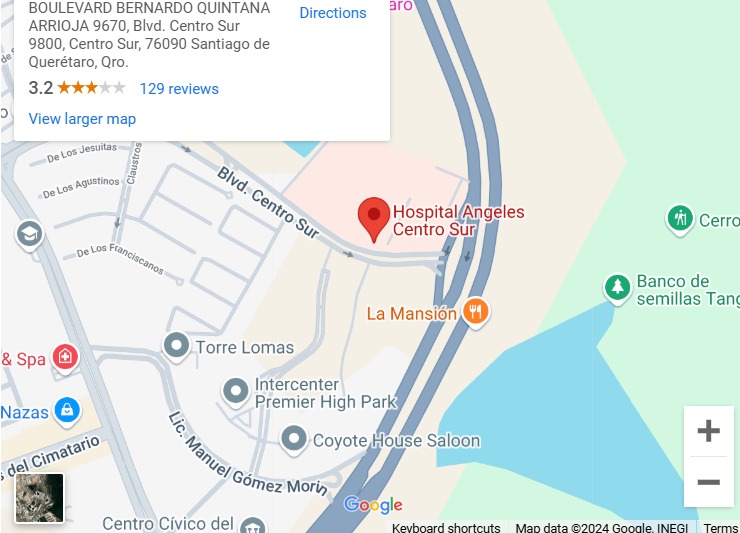 BOULEVARD BERNARDO QUINTANA
ARRIOJA 9670, Blvd. Centro Sur
9800, Centro Sur, 76090 Santiago de
Querétaro, Qro.
Directions
3.2
129 reviews
View larger map
De Los Jesuitas
Claustros
De Los Agustinos
De Los Franciscanos
Blvd. Centro Sur
Hospital Angeles
Centro Sur
Cerro
Banco de
semillas Tang
La Mansión
Torre Lomas
& Spa
Intercenter
Premier High Park
Nazas
Coyote House Saloon
s del Cimatario
Lic. Manuel Gómez Morin
Google
Centro Cívico del
Keyboard shortcuts
Map data ©2024 Google, INEGI
Terms